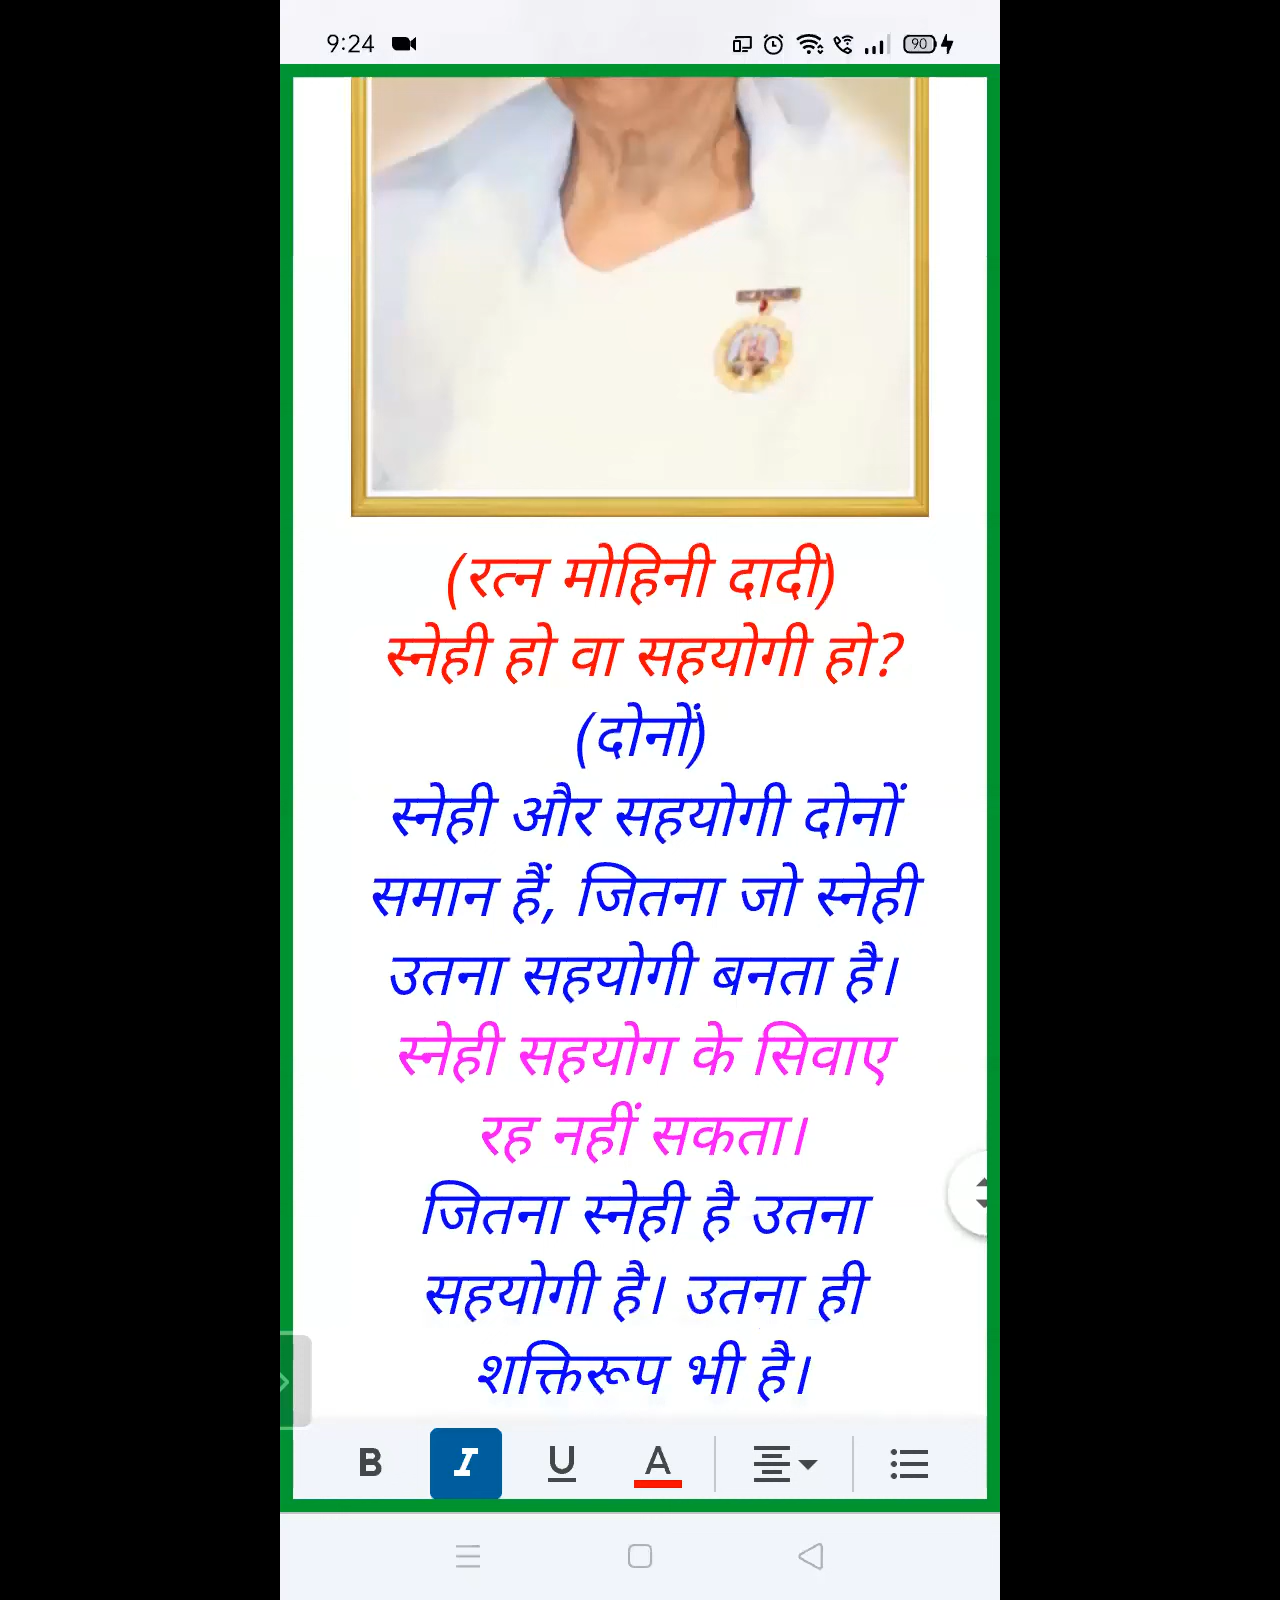 9:24
90
(रत्न मोहिनी दादी)
स्नेही हो वा सहयोगी हो?
(दोनों)
स्नेही और सहयोगी दोनों
समान हैं, जितना जो स्नेही
उतना सहयोगी बनता है।
स्नेही सहयोग के सिवाए
रह नहीं सकता।
जितना स्नेही है उतना
सहयोगी है। उतना ही
शक्तिरूप भी है।
B I U A